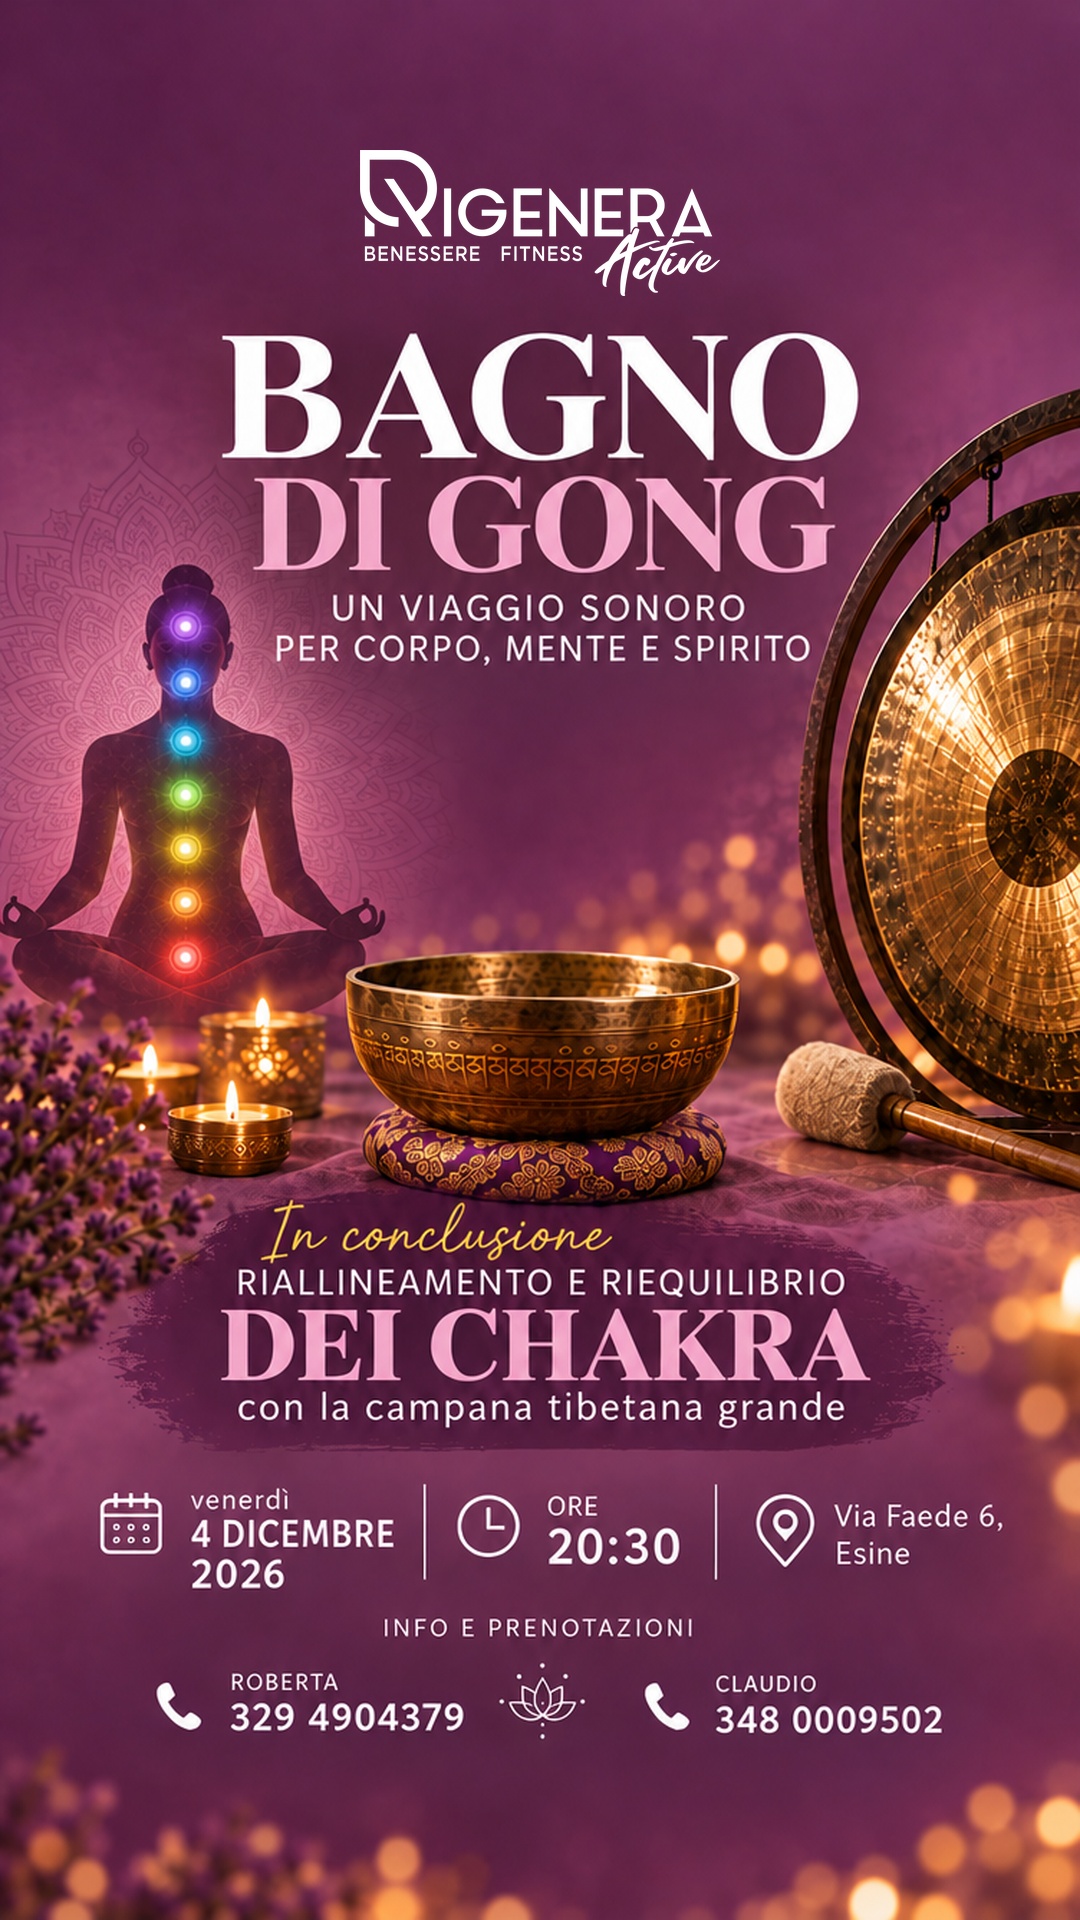 RIGENERA
BENESSERE FITNESS Active
BAGNO
DI GONG
UN VIAGGIO SONORO
PER CORPO, MENTE E SPIRITO
In conclusione
RIALLINEAMENTO E RIEQUILIBRIO
DEI CHAKRA
con la campana tibetana grande
venerdì
4 DICEMBRE
2026
ORE
20:30
Via Faede 6,
Esine
INFO E PRENOTAZIONI
ROBERTA
329 4904379
CLAUDIO
348 0009502